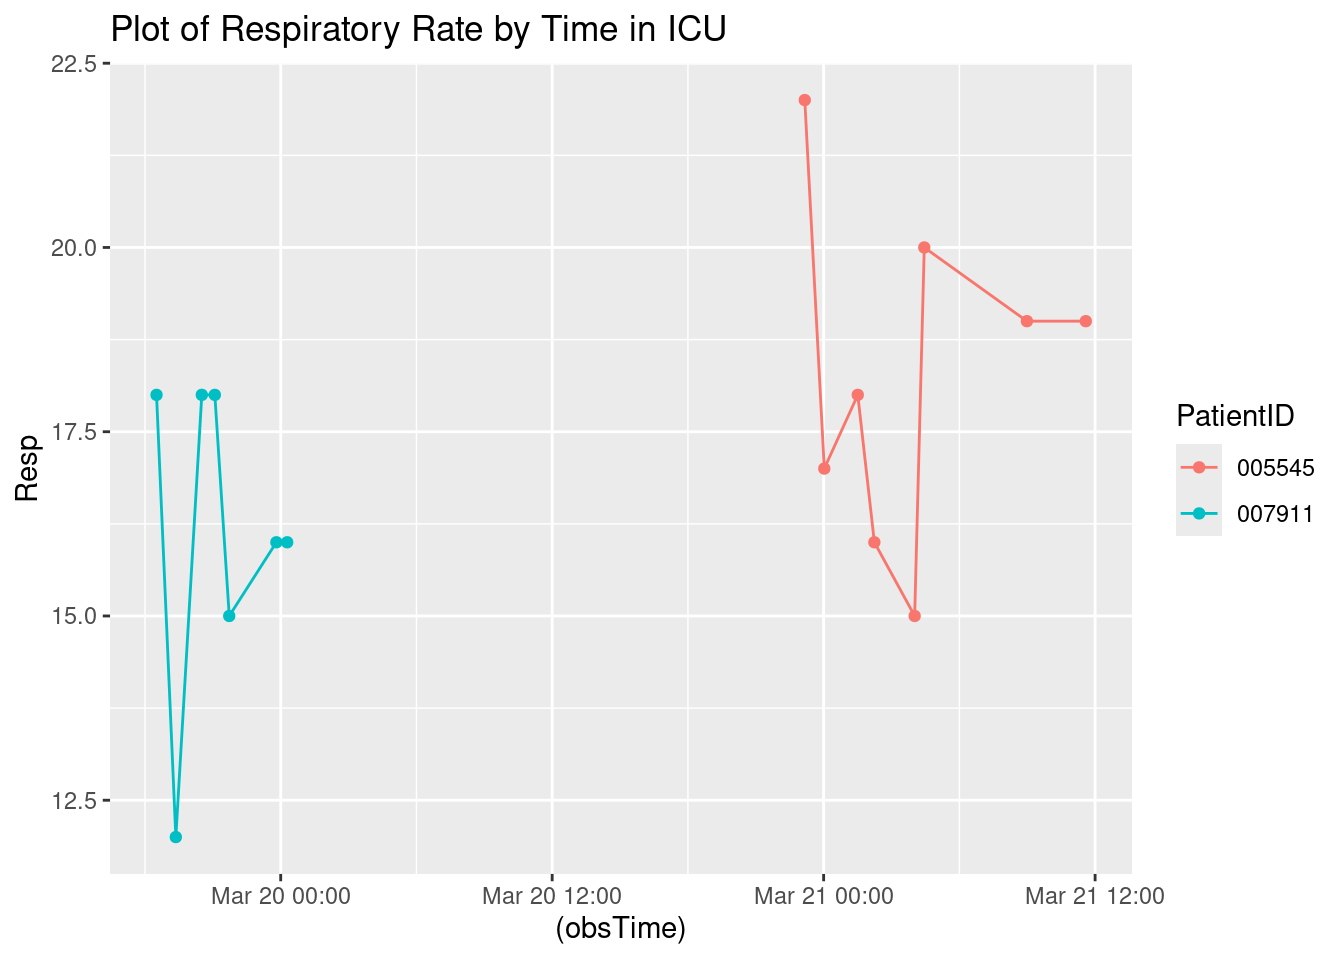 Plot of Respiratory Rate by Time in ICU
22.5
20.0
17.5
15.0
12.5
Resp
Mar 20 00:00
Mar 20 12:00
Mar 21 00:00
Mar 21 12:00
(obsTime)
PatientID
005545
007911